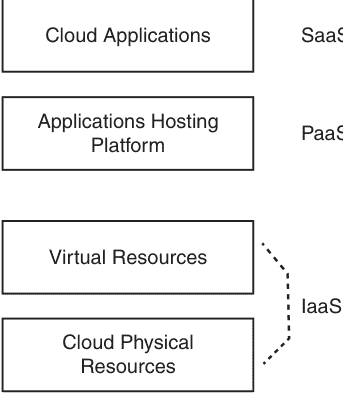 Cloud Applications
SaaS
Applications Hosting
Platform
PaaS
Virtual Resources
IaaS
Cloud Physical
Resources